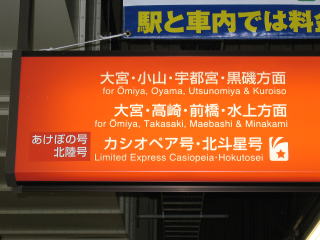 駅と車内では料金
大宮・小山・宇都宮・黒磯方面
for Ōmiya, Oyama, Utsunomiya & Kuroiso
大宮・高崎・前橋・水上方面
for Ōmiya, Takasaki, Maebashi & Minakami
あけぼの号
北陸号
カシオペア号・北斗星号
Limited Express Casiopeia・Hokutosei